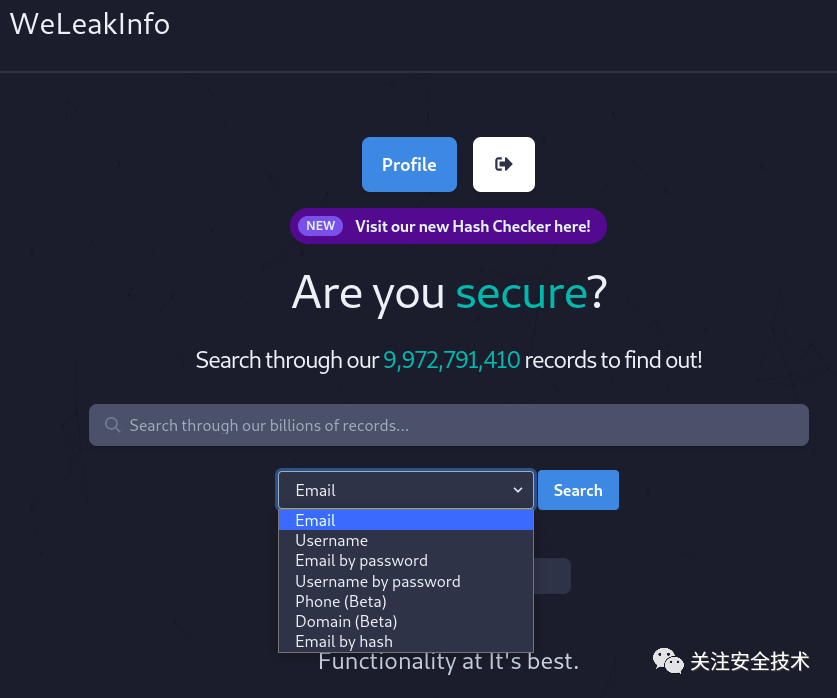 WeLeakInfo
Profile
NEW Visit our new Hash Checker here!
Are you secure?
Search through our 9,972,791,410 records to find out!
Search through our billions of records...
Email Search
Email
Username
Email by password
Username by password
Phone (Beta)
Domain (Beta)
Email by hash
Functionality at It's best.
关注安全技术